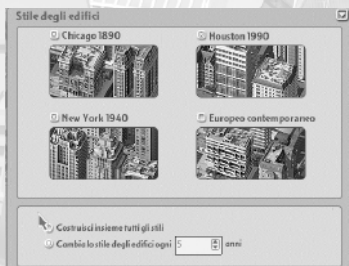 Stile degli edifici
Chicago 1890
Houston 1990
New York 1940
Europeo contemporaneo
Costruisci insieme tutti gli stili
Cambia lo stile degli edifici ogni 5 anni